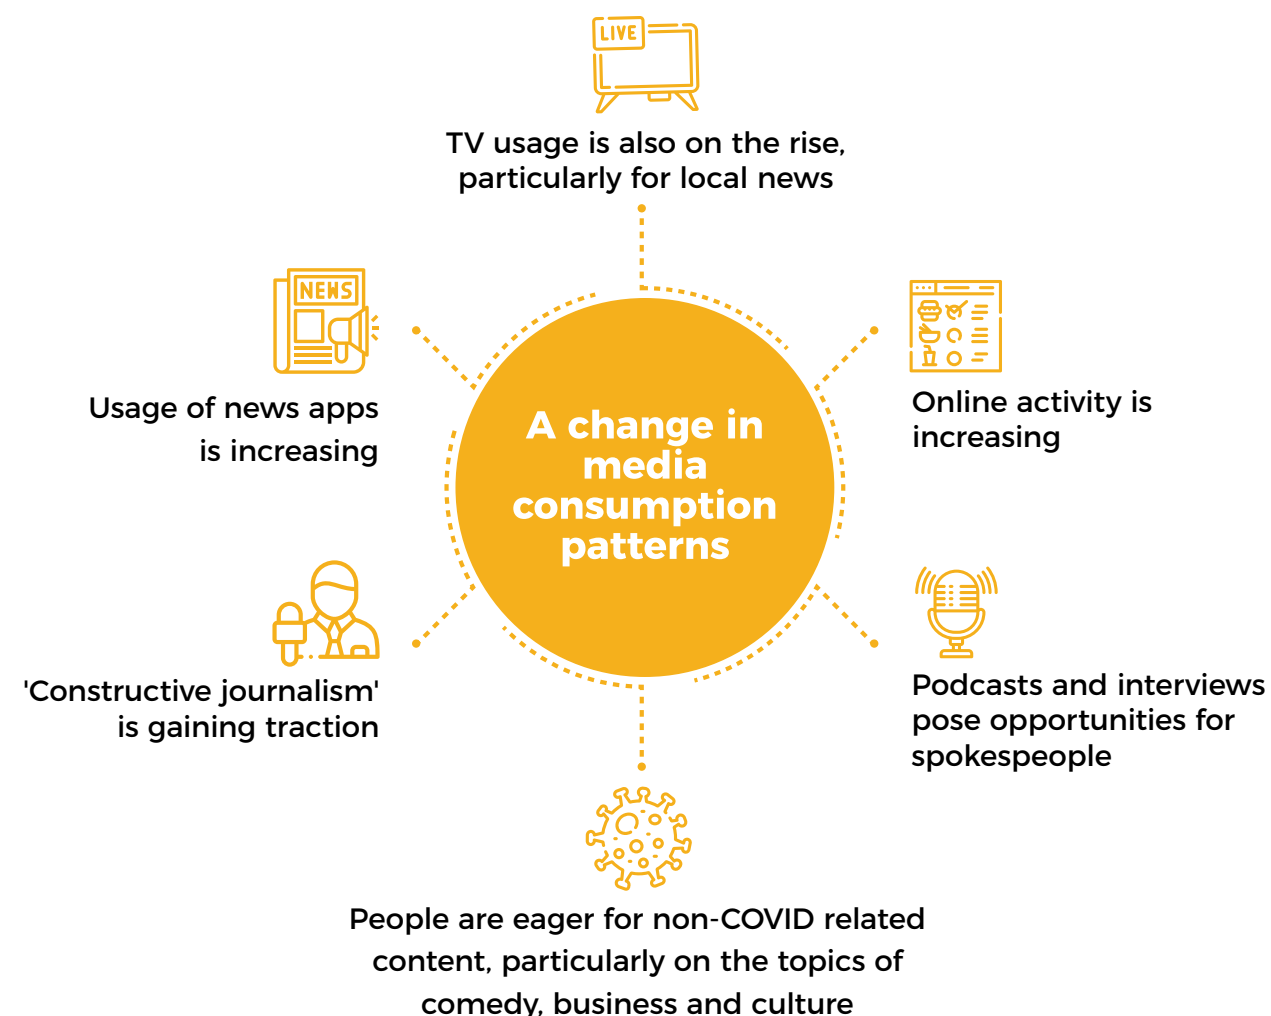 LIVE
TV usage is also on the rise,
particularly for local news
NEWS
Usage of news apps
is increasing
Online activity is
increasing
A change in
media
consumption
patterns
'Constructive journalism'
is gaining traction
Podcasts and interviews
pose opportunities for
spokespeople
People are eager for non-COVID related
content, particularly on the topics of
comedy, business and culture